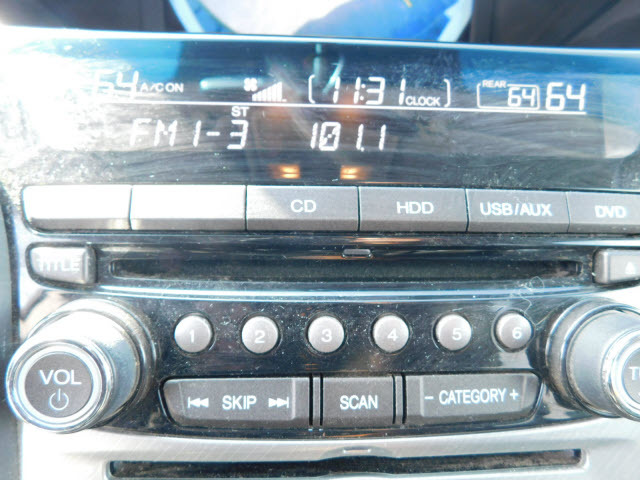 64 A/C ON (11:31 CLOCK) REAR 64 64
ST
FM1-3 101.1
CD HDD USB/AUX DVD
TITLE
1 2 3 4 5 6
VOL
SKIP SCAN - CATEGORY +